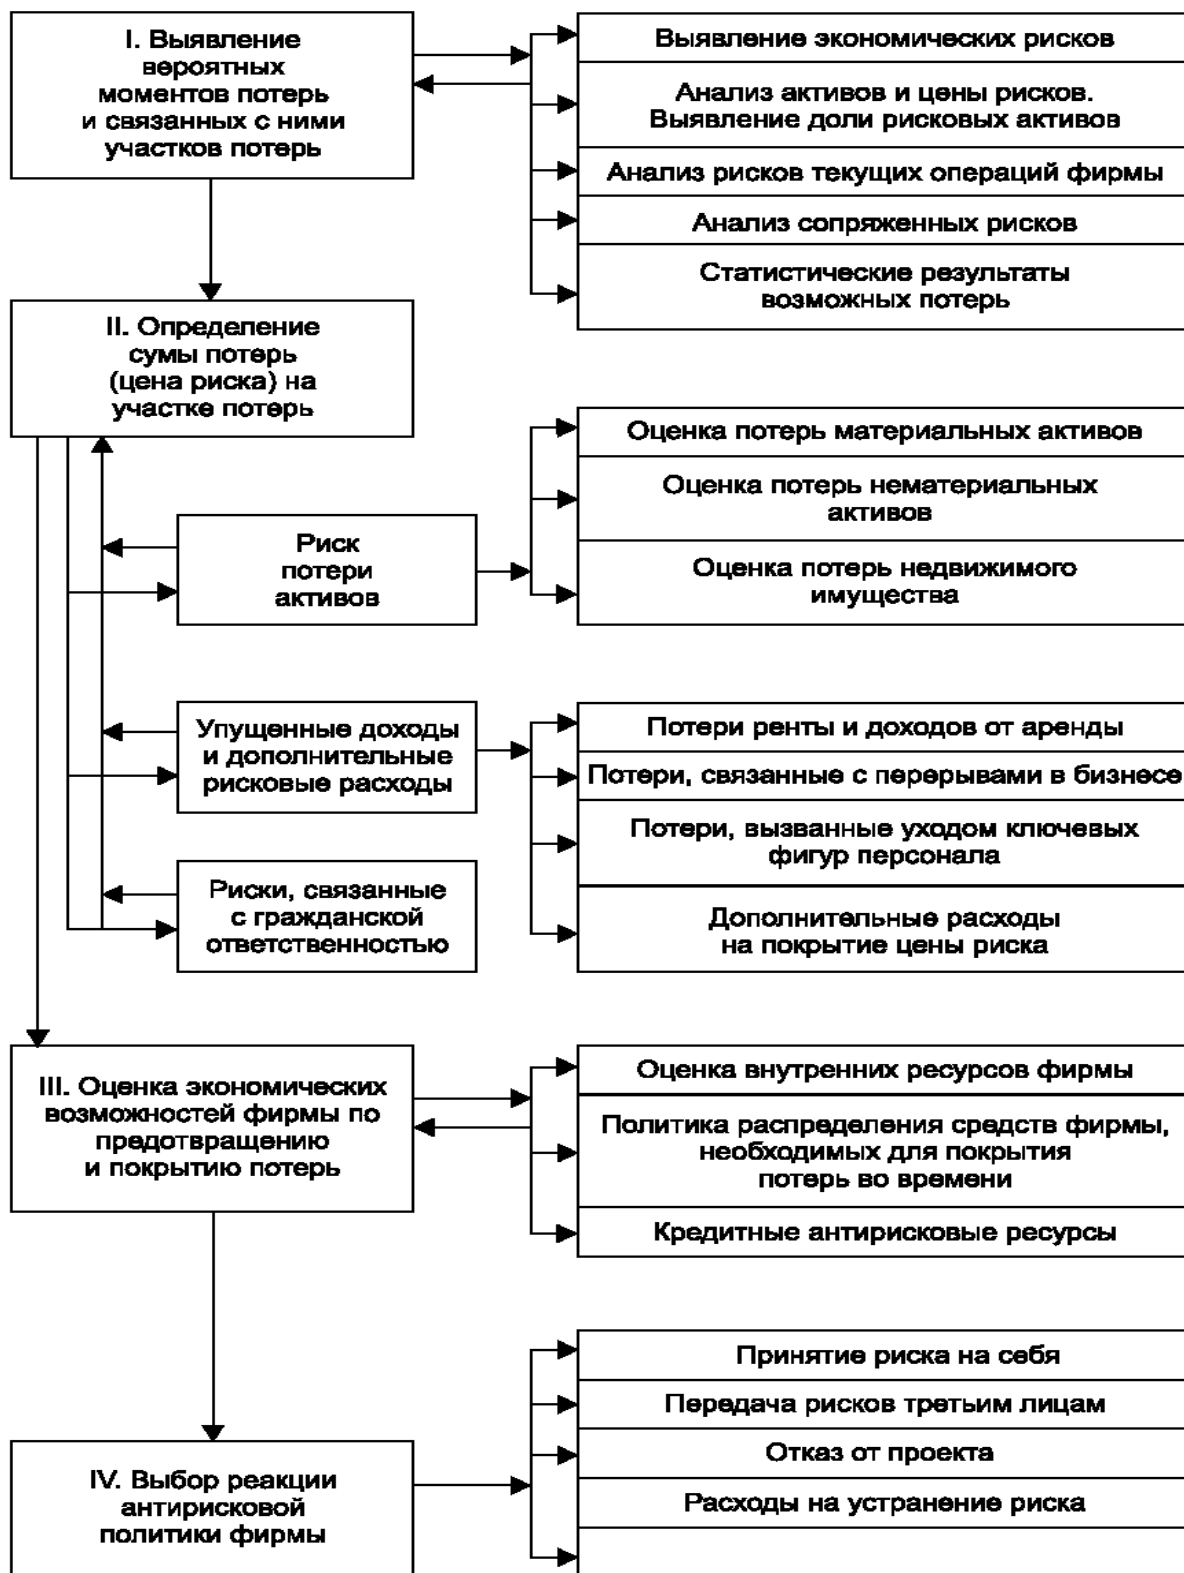 I. Выявление
вероятных
моментов потерь
и связанных с ними
участков потерь
Выявление экономических рисков
Анализ активов и цены рисков.
Выявление доли рисковых активов
Анализ рисков текущих операций фирмы
Анализ сопряженных рисков
Статистические результаты
возможных потерь
II. Определение
сумы потерь
(цена риска) на
участке потерь
Риск
потери
активов
Оценка потерь материальных активов
Оценка потерь нематериальных
активов
Оценка потерь недвижимого
имущества
Упущенные доходы
и дополнительные
рисковые расходы
Потери ренты и доходов от аренды
Потери, связанные с перерывами в бизнесе
Потери, вызванные уходом ключевых
фигур персонала
Дополнительные расходы
на покрытие цены риска
Риски, связанные
с гражданской
ответственностью
III. Оценка экономических
возможностей фирмы по
предотвращению
и покрытию потерь
Оценка внутренних ресурсов фирмы
Политика распределения средств фирмы,
необходимых для покрытия
потерь во времени
Кредитные антирисковые ресурсы
IV. Выбор реакции
антирисковой
политики фирмы
Принятие риска на себя
Передача рисков третьим лицам
Отказ от проекта
Расходы на устранение риска